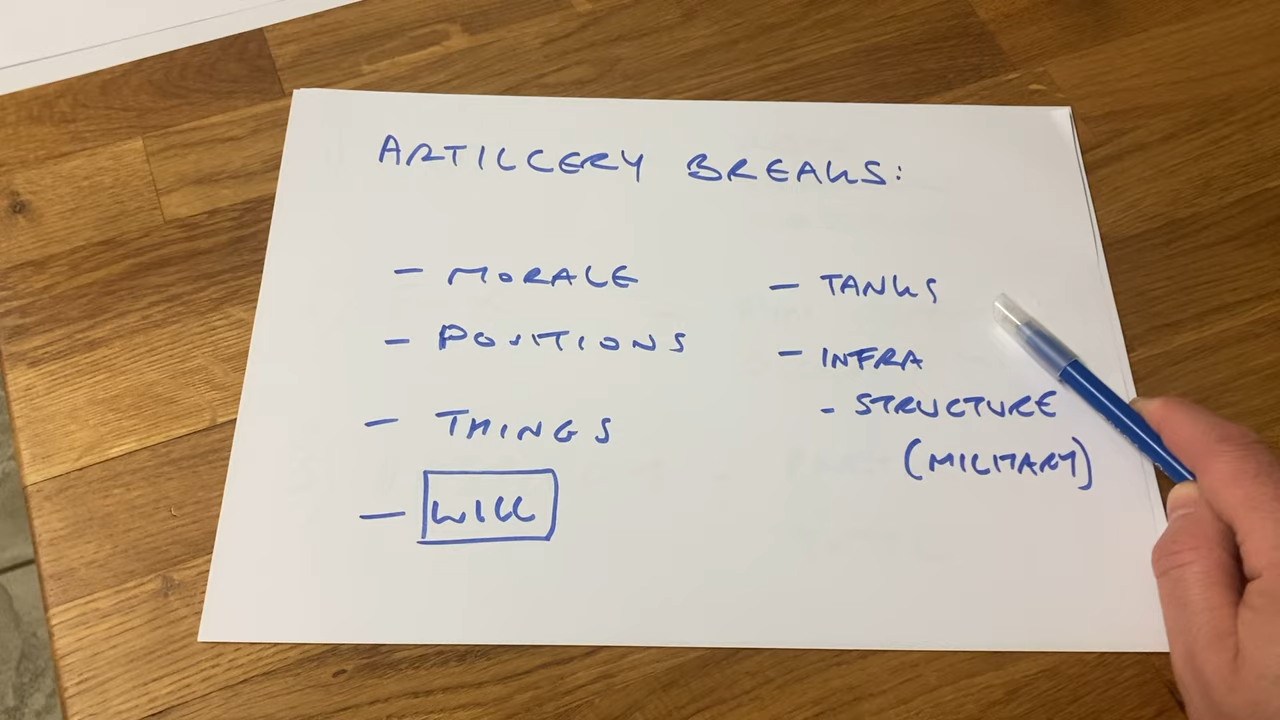 ARTILLERY BREAKS:
- MORALE
- POSITIONS
- THINGS
- WILL
- TANKS
- INFRA
- STRUCTURE
(MILITARY)